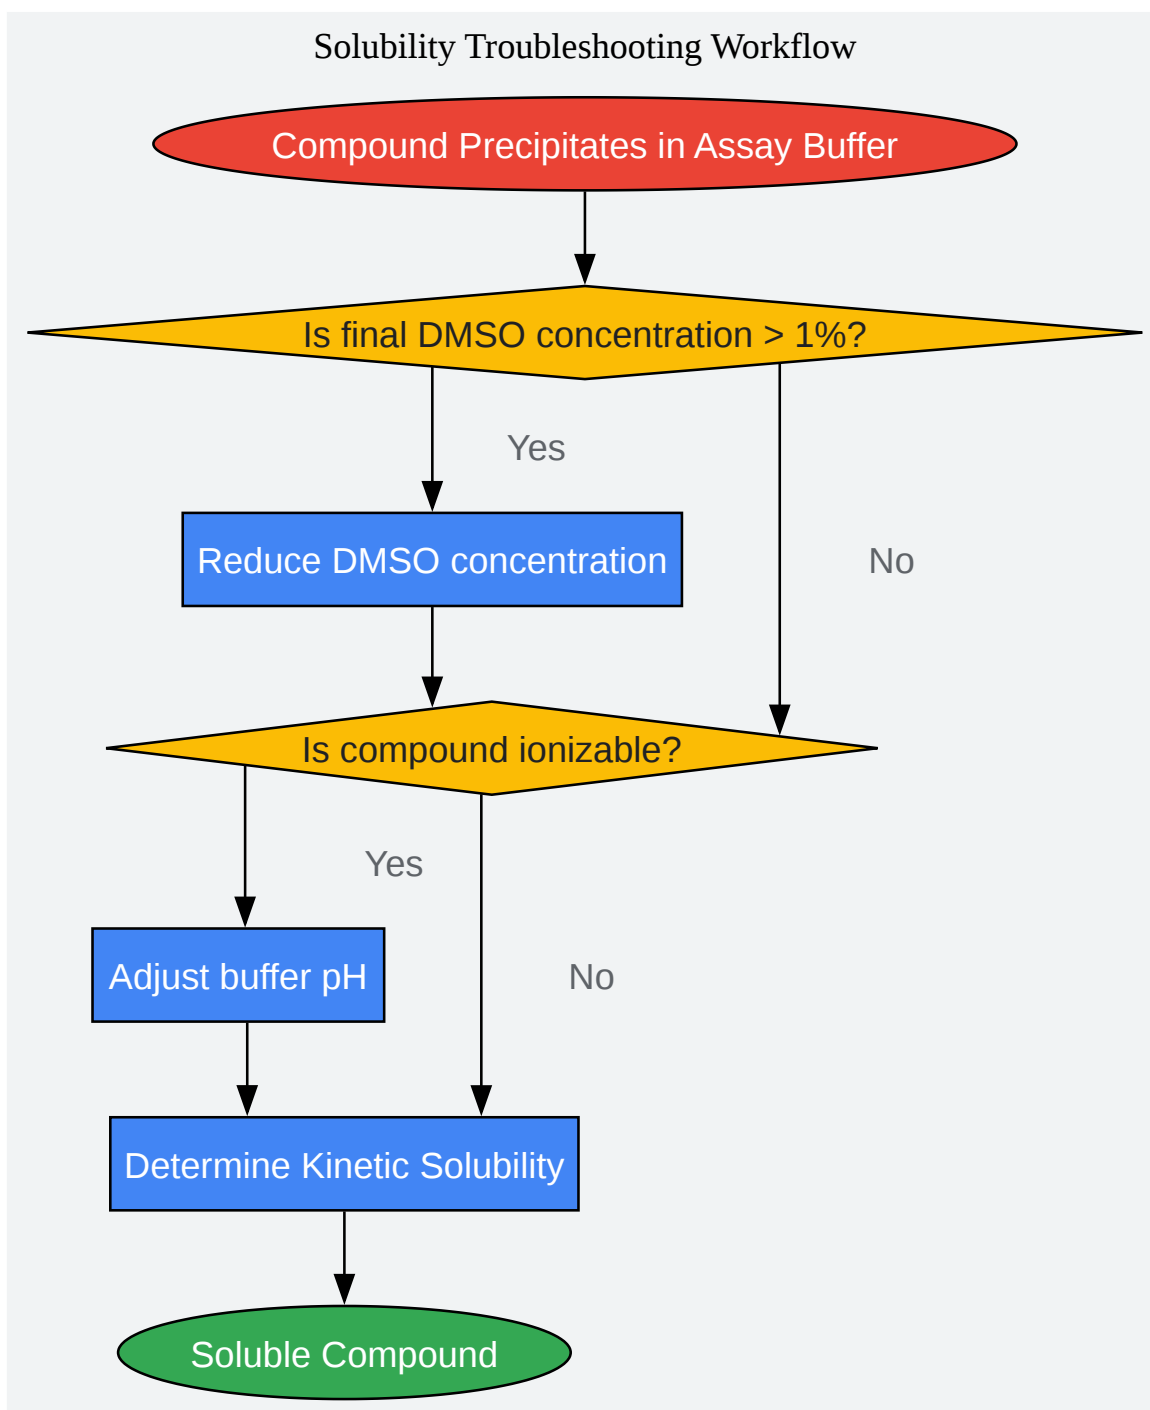 Solubility Troubleshooting Workflow
Compound Precipitates in Assay Buffer
Is final DMSO concentration > 1%?
Yes
Reduce DMSO concentration
No
Is compound ionizable?
Yes
Adjust buffer pH
No
Determine Kinetic Solubility
Soluble Compound